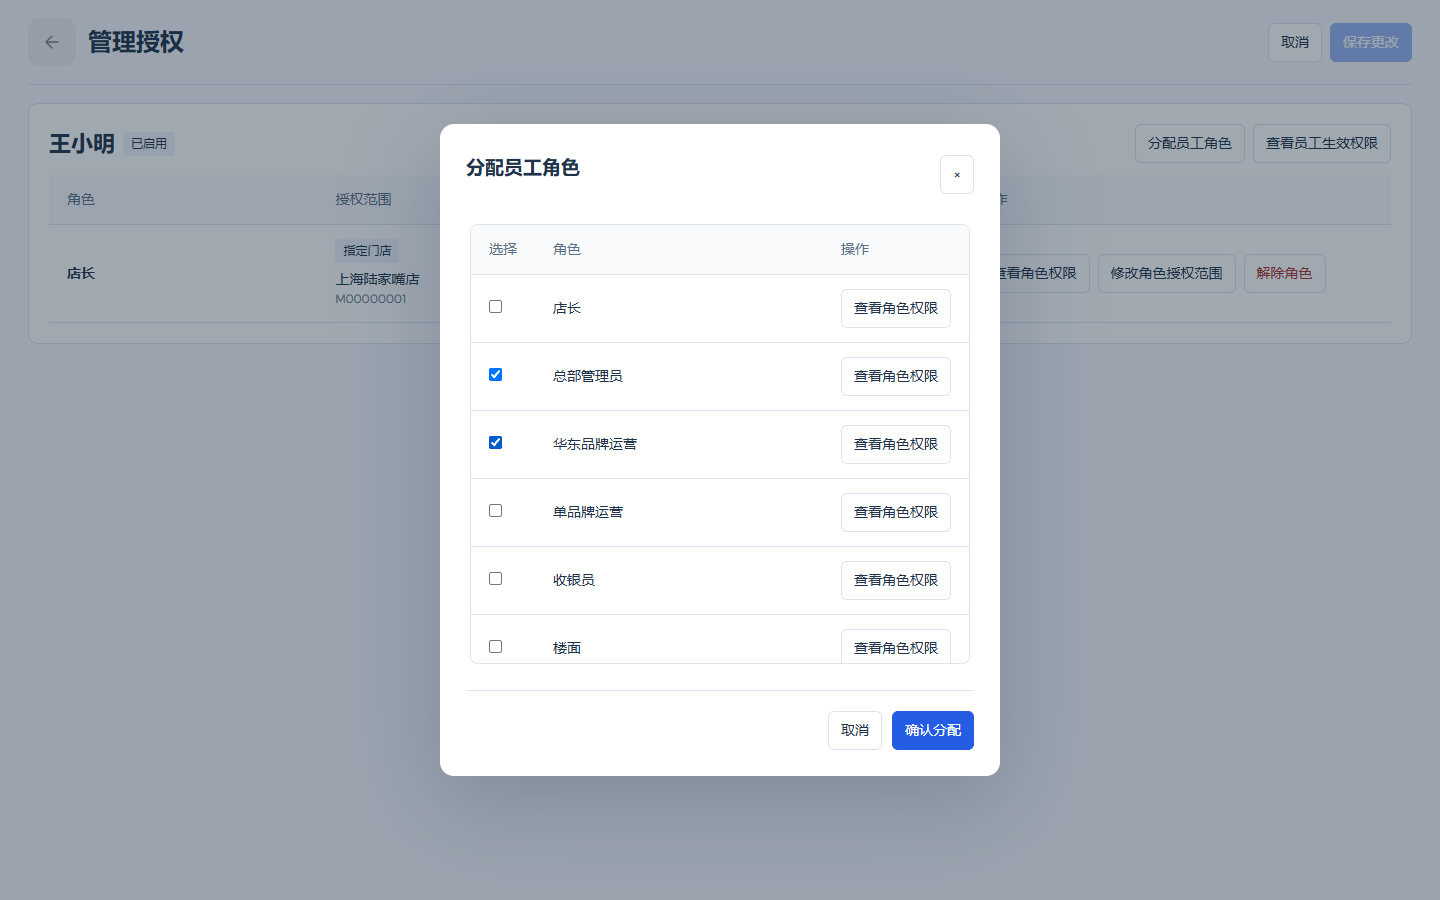 管理授权
取消
保存更改
王小明
已启用
分配员工角色
查看员工生效权限
角色
授权范围
店长
指定门店
上海陆家嘴店
M00000001
查看角色权限
修改角色授权范围
解除角色
分配员工角色
×
选择
角色
操作
店长
查看角色权限
总部管理员
查看角色权限
华东品牌运营
查看角色权限
单品牌运营
查看角色权限
收银员
查看角色权限
楼面
查看角色权限
取消
确认分配